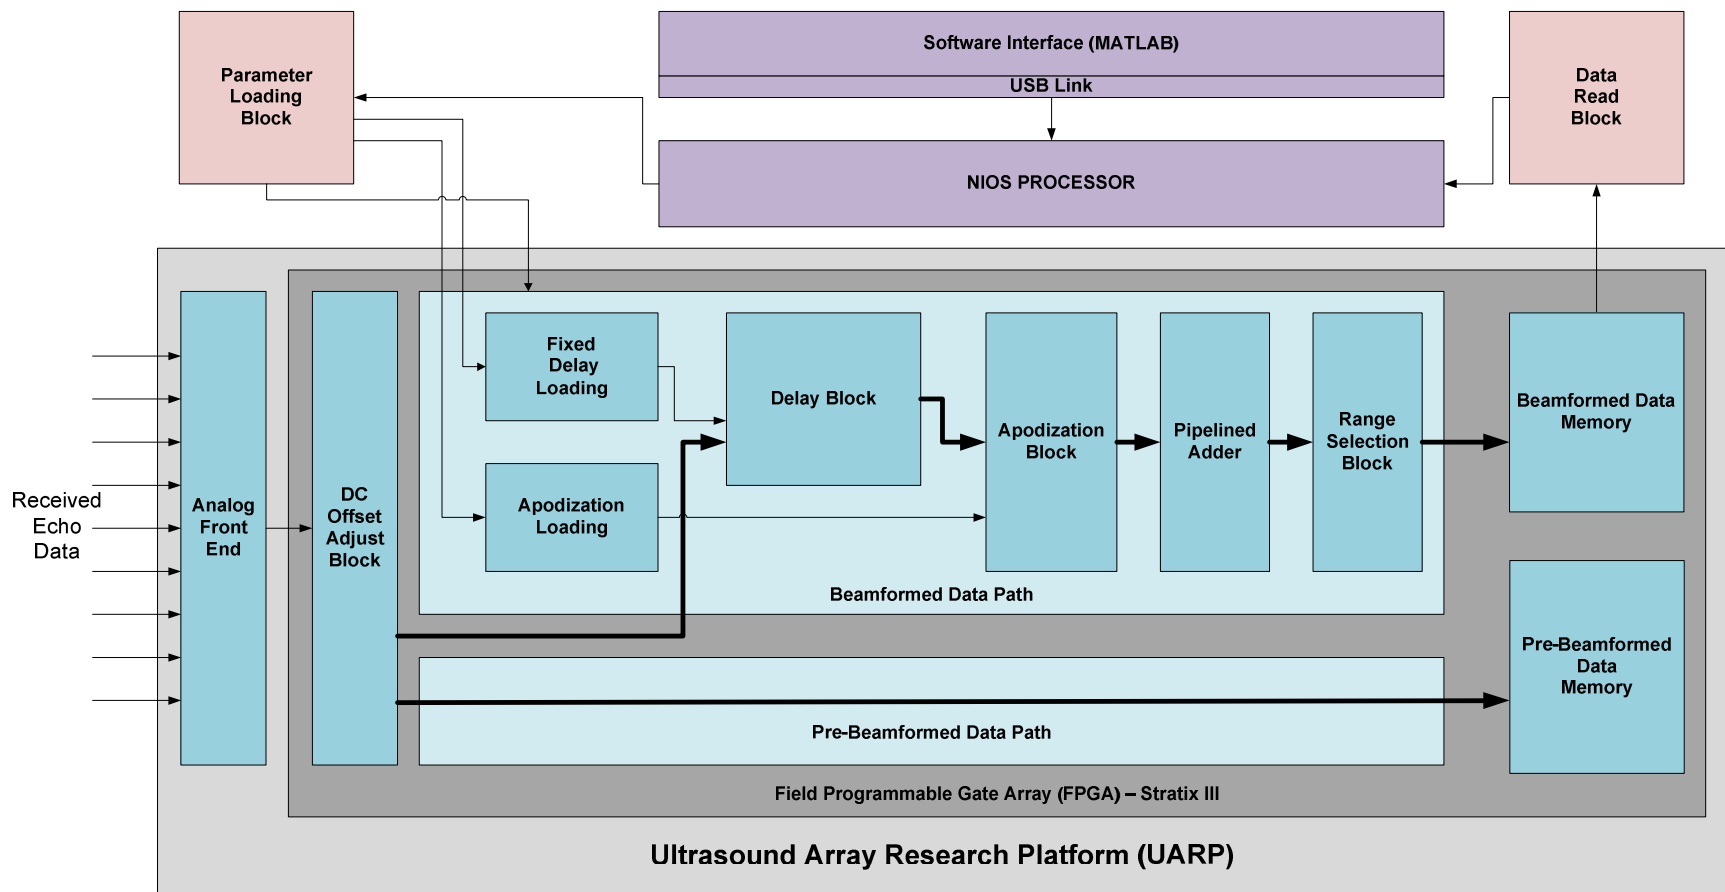 Parameter
Loading
Block
Software Interface (MATLAB)
USB Link
NIOS PROCESSOR
Data
Read
Block
Received
Echo
Data
Analog
Front
End
DC
Offset
Adjust
Block
Fixed
Delay
Loading
Apodization
Loading
Delay Block
Apodization
Block
Pipelined
Adder
Range
Selection
Block
Beamformed Data Path
Beamformed Data
Memory
Pre-Beamformed Data Path
Pre-Beamformed
Data
Memory
Field Programmable Gate Array (FPGA) – Stratix III
Ultrasound Array Research Platform (UARP)